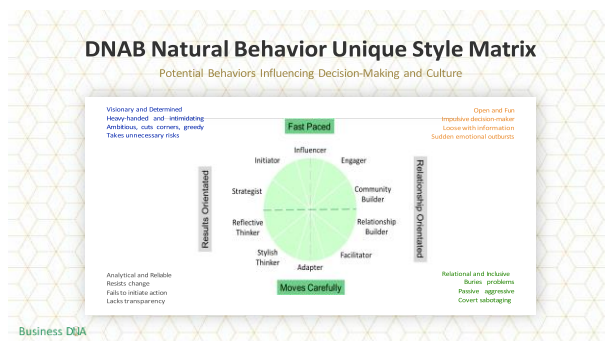 DNAB Natural Behavior Unique Style Matrix
Potential Behaviors Influencing Decision-Making and Culture
Visionary and Determined
Heavy-handed and intimidating
Ambitious, cuts corners, greedy
Takes unnecessary risks
Open and Fun
Impulsive decision-maker
Loose with information
Sudden emotional outbursts
Fast Paced
Influencer
Initiator
Engager
Strategist
Community
Builder
Results Orientated
Relationship Orientated
Reflective
Thinker
Relationship
Builder
Stylish
Thinker
Facilitator
Adapter
Moves Carefully
Analytical and Reliable
Resists change
Fails to initiate action
Lacks transparency
Relational and Inclusive
Buries problems
Passive aggressive
Covert sabotaging
Business DNA